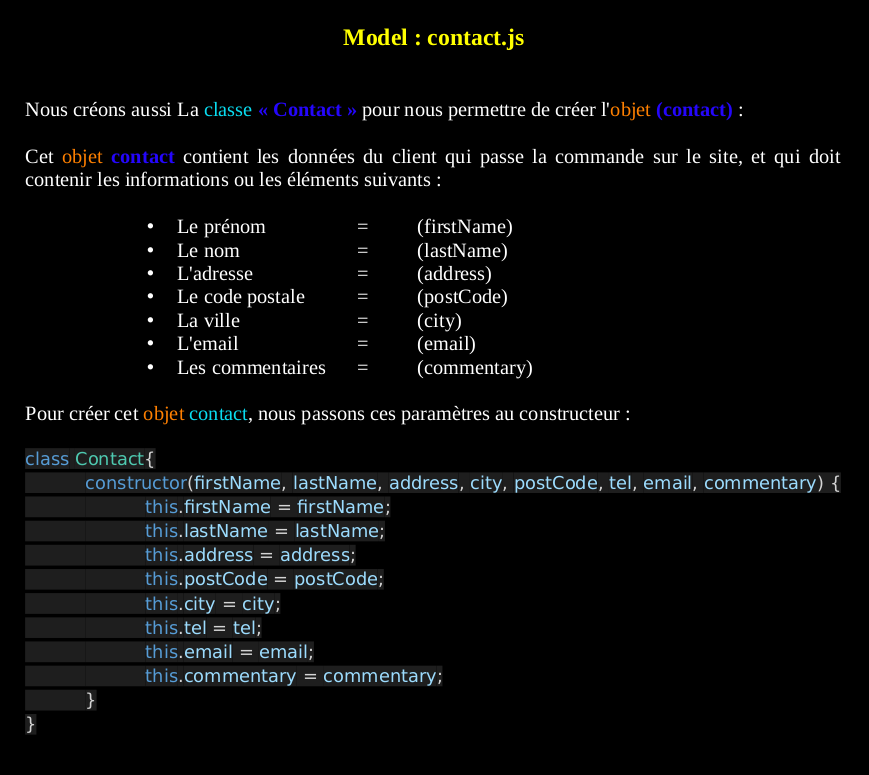 Model : contact.js
Nous créons aussi La classe « Contact » pour nous permettre de créer l'objet (contact) :
Cet objet contact contient les données du client qui passe la commande sur le site, et qui doit
contenir les informations ou les éléments suivants :
• Le prénom = (firstName)
• Le nom = (lastName)
• L'adresse = (address)
• Le code postale = (postCode)
• La ville = (city)
• L'email = (email)
• Les commentaires = (commentary)
Pour créer cet objet contact, nous passons ces paramètres au constructeur :
class Contact{
constructor(firstName, lastName, address, city, postCode, tel, email, commentary) {
this.firstName = firstName;
this.lastName = lastName;
this.address = address;
this.postCode = postCode;
this.city = city;
this.tel = tel;
this.email = email;
this.commentary = commentary;
}
}